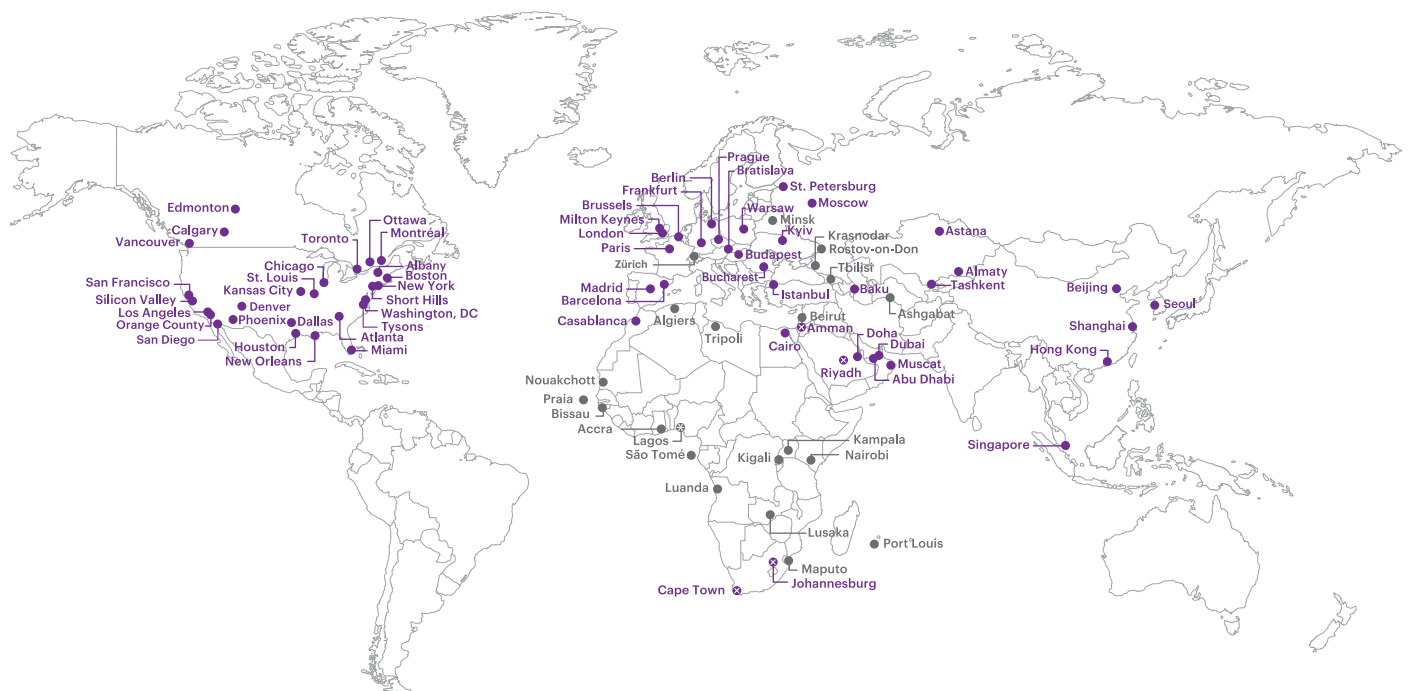 Edmonton
Calgary
Vancouver
Ottawa
Montréal
Toronto
Chicago
St. Louis
Kansas City
Albany
Boston
New York
Short Hills
Washington, DC
Tysons
San Francisco
Silicon Valley
Los Angeles
Orange County
San Diego
Denver
Phoenix
Dallas
Houston
New Orleans
Atlanta
Miami
Prague
Bratislava
Berlin
Frankfurt
Brussels
Milton Keynes
London
Paris
Zürich
Madrid
Barcelona
Casablanca
St. Petersburg
Moscow
Warsaw
Minsk
Kyiv
Krasnodar
Rostov-on-Don
Budapest
Bucharest
Tbilisi
Istanbul
Baku
Ashgabat
Astana
Almaty
Tashkent
Beijing
Seoul
Shanghai
Hong Kong
Singapore
Algiers
Tripoli
Beirut
Amman
Cairo
Doha
Dubai
Riyadh
Muscat
Abu Dhabi
Nouakchott
Praia
Bissau
Accra
Lagos
São Tomé
Luanda
Kampala
Kigali
Nairobi
Lusaka
Port Louis
Maputo
Johannesburg
Cape Town